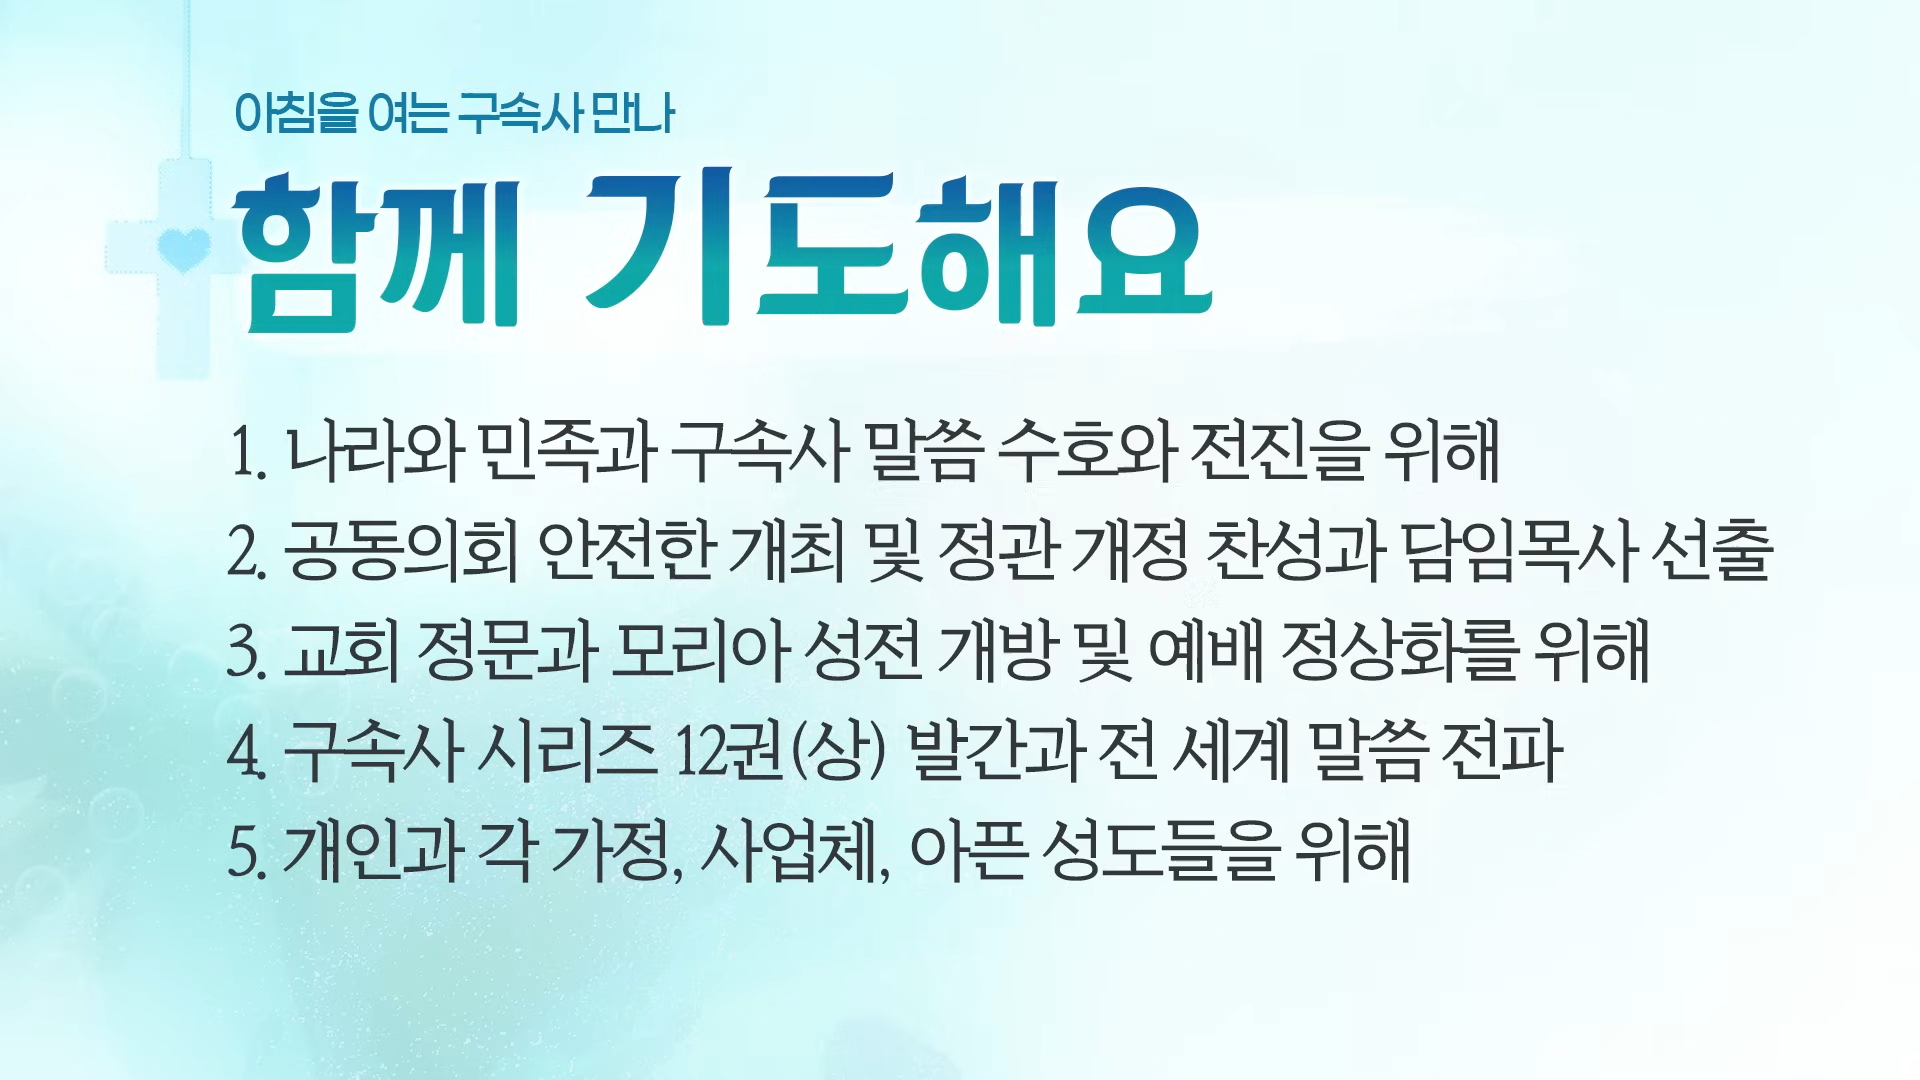 아침을 여는 구속사 만나
함께 기도해요
1. 나라와 민족과 구속사 말씀 수호와 전진을 위해
2. 공동의회 안전한 개최 및 정관 개정 찬성과 담임목사 선출
3. 교회 정문과 모리아 성전 개방 및 예배 정상화를 위해
4. 구속사 시리즈 12권(상) 발간과 전 세계 말씀 전파
5. 개인과 각 가정, 사업체, 아픈 성도들을 위해